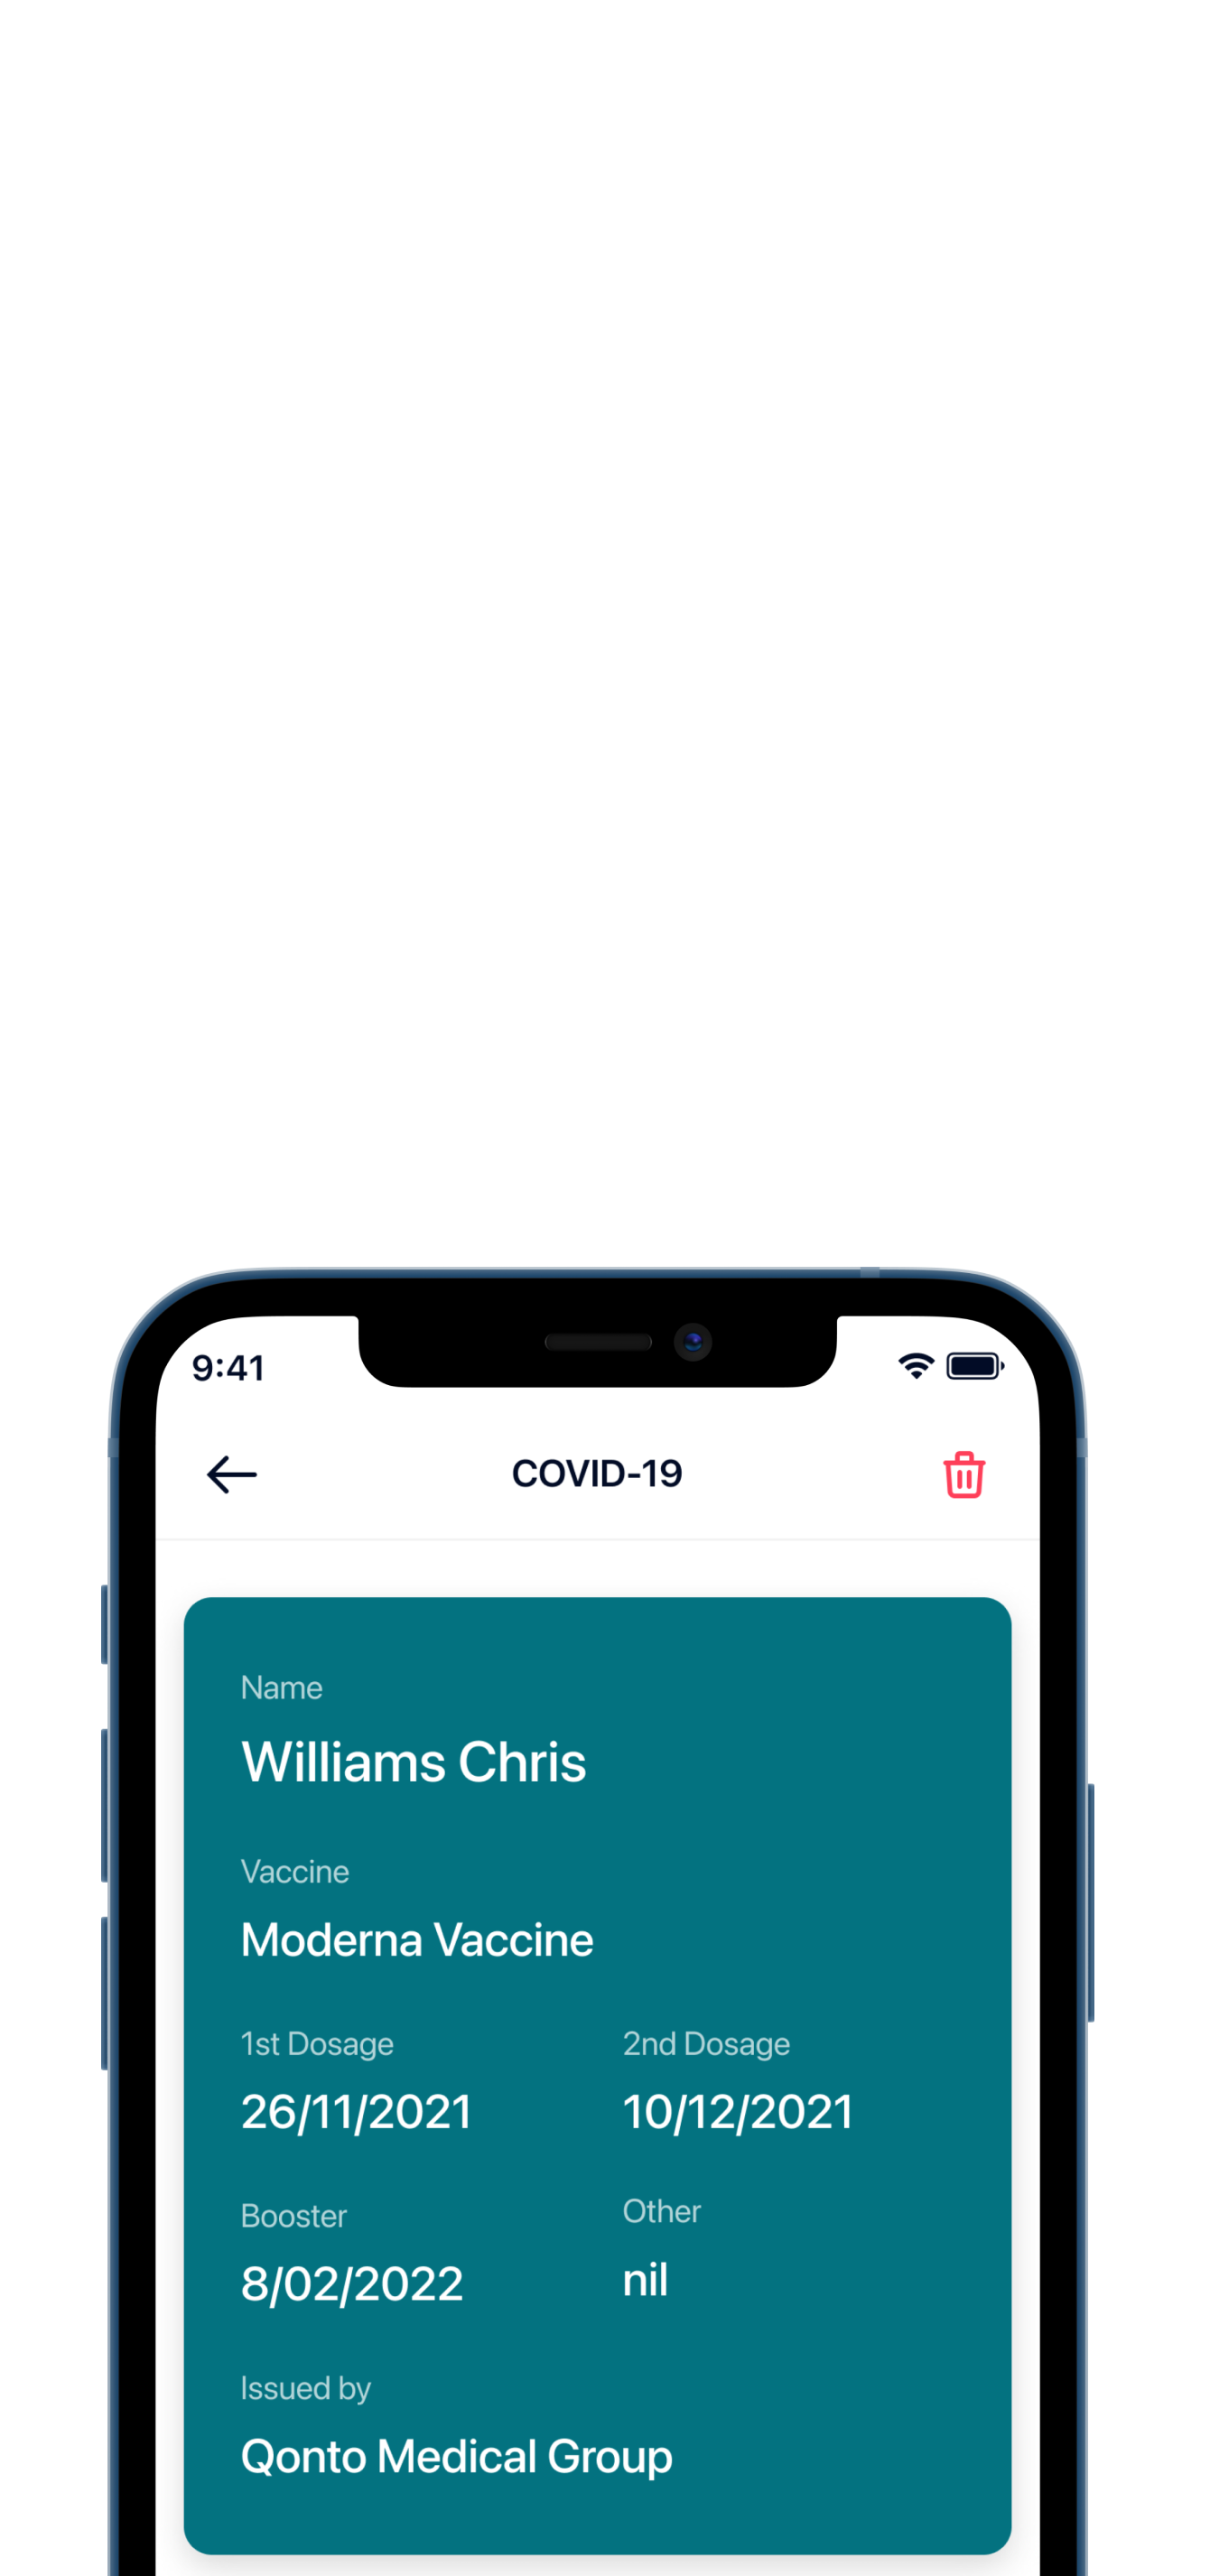 9:41
COVID-19
Name
Williams Chris
Vaccine
Moderna Vaccine
1st Dosage
2nd Dosage
26/11/2021
10/12/2021
Booster
Other
8/02/2022
nil
Issued by
Qonto Medical Group